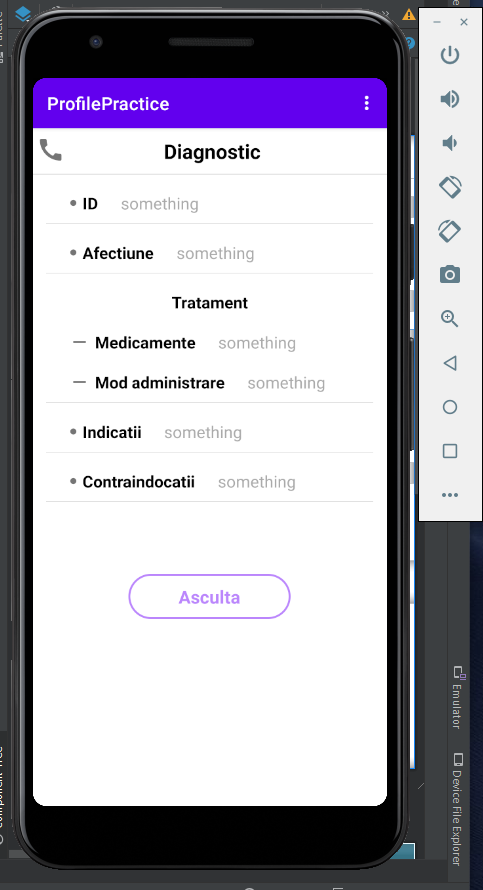 ProfilePractice
Diagnostic
ID something
Afectiune something
Tratament
Medicamente something
Mod administrare something
Indicatii something
Contraindocatii something
Asculta
Emulator
Device File Explorer